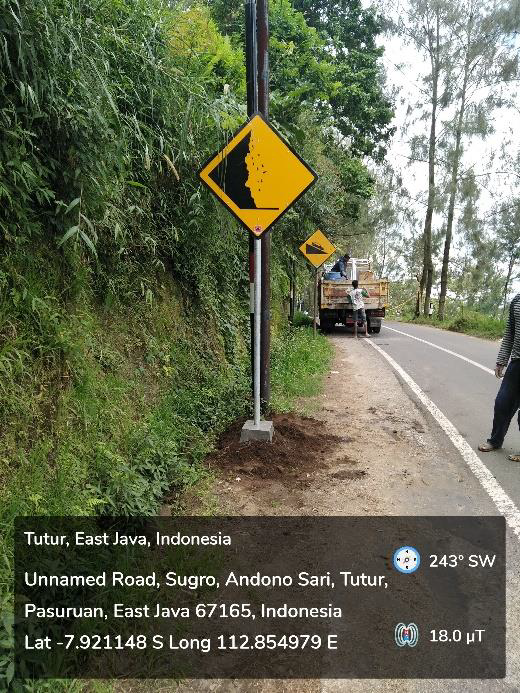 Tutur, East Java, Indonesia
Unnamed Road, Sugro, Andono Sari, Tutur,
Pasuruan, East Java 67165, Indonesia
Lat -7.921148 S Long 112.854979 E
243° SW
18.0 µT